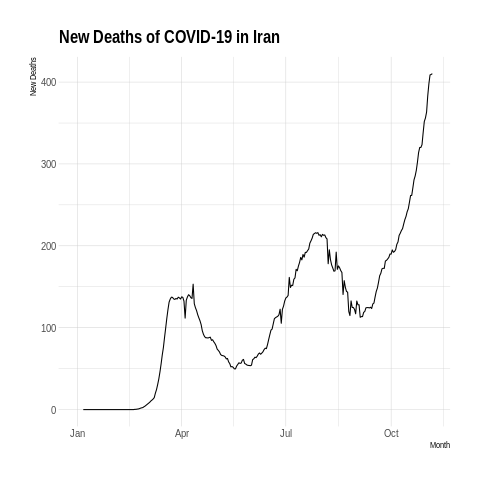 New Deaths of COVID-19 in Iran
New Deaths
400
300
200
100
0
Jan Apr Jul Oct
Month